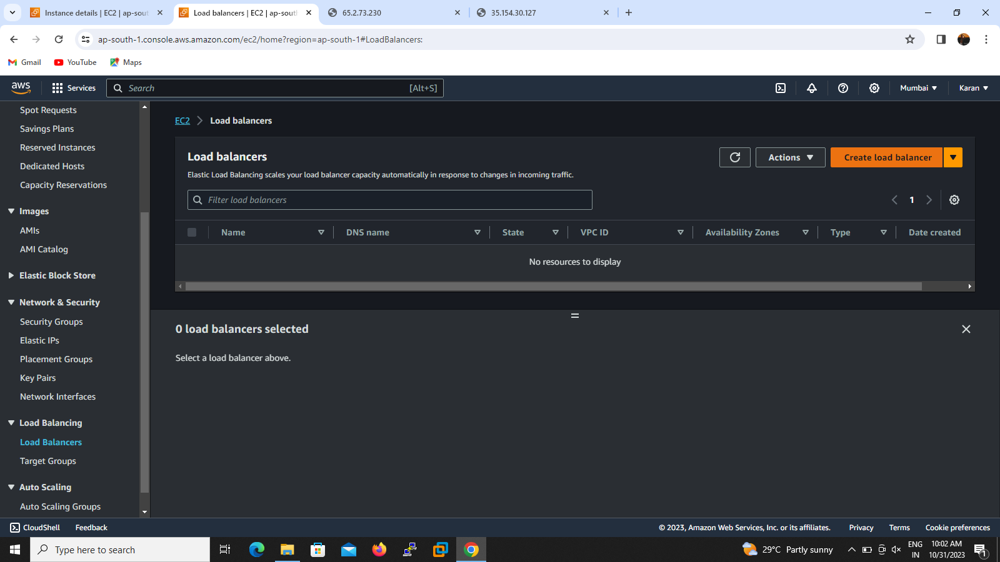 Instance details | EC2 | ap-sout
Load balancers | EC2 | ap-south
65.2.73.230
35.154.30.127
ap-south-1.console.aws.amazon.com/ec2/home?region=ap-south-1#LoadBalancers:
Gmail
YouTube
Maps
aws
Services
Search
[Alt+S]
Mumbai
Karan
Spot Requests
Savings Plans
Reserved Instances
Dedicated Hosts
Capacity Reservations
Images
AMIs
AMI Catalog
Elastic Block Store
Network & Security
Security Groups
Elastic IPs
Placement Groups
Key Pairs
Network Interfaces
Load Balancing
Load Balancers
Target Groups
Auto Scaling
Auto Scaling Groups
EC2
Load balancers
Load balancers
Actions
Create load balancer
Elastic Load Balancing scales your load balancer capacity automatically in response to changes in incoming traffic.
Filter load balancers
1
Name
DNS name
State
VPC ID
Availability Zones
Type
Date created
No resources to display
0 load balancers selected
Select a load balancer above.
CloudShell
Feedback
© 2023, Amazon Web Services, Inc. or its affiliates.
Privacy
Terms
Cookie preferences
Type here to search
29°C Partly sunny
ENG
IN
10:02 AM
10/31/2023
1